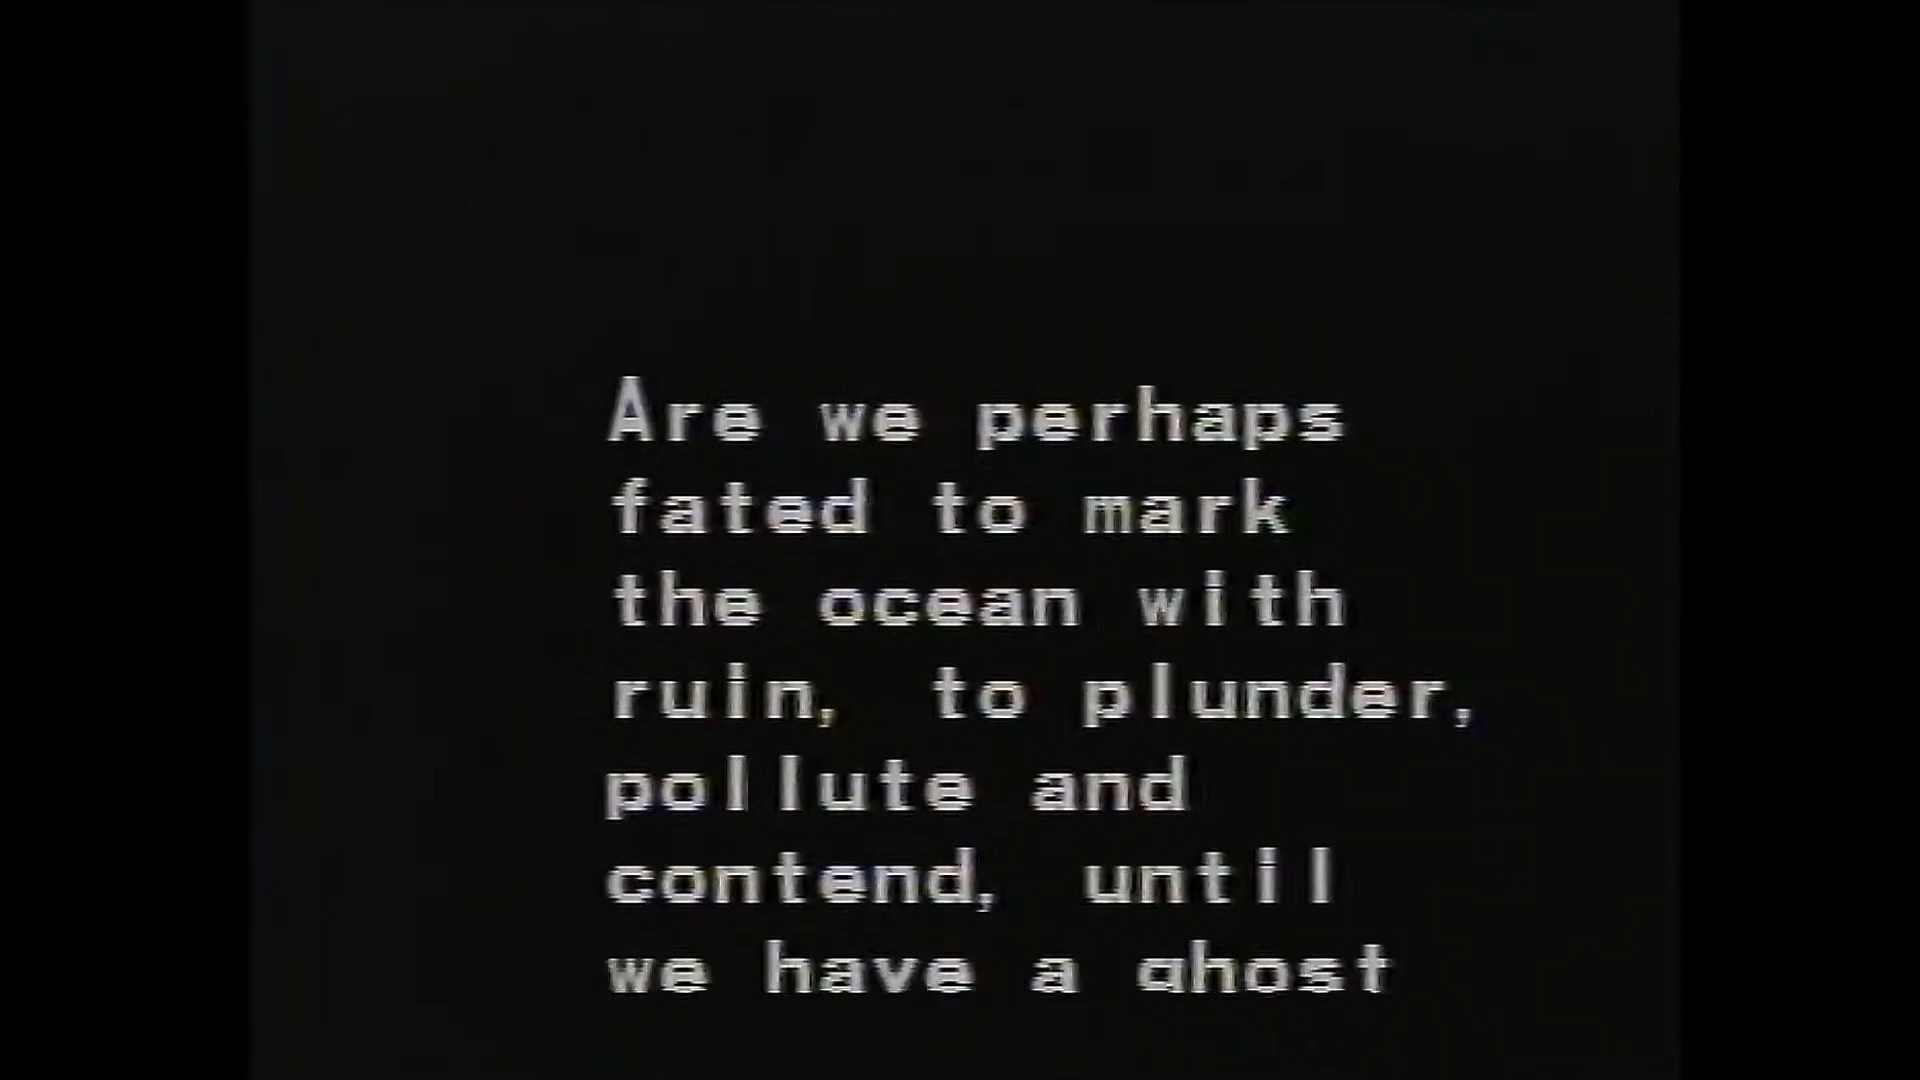 Are we perhaps
fated to mark
the ocean with
ruin, to plunder,
pollute and
contend, until
we have a ghost